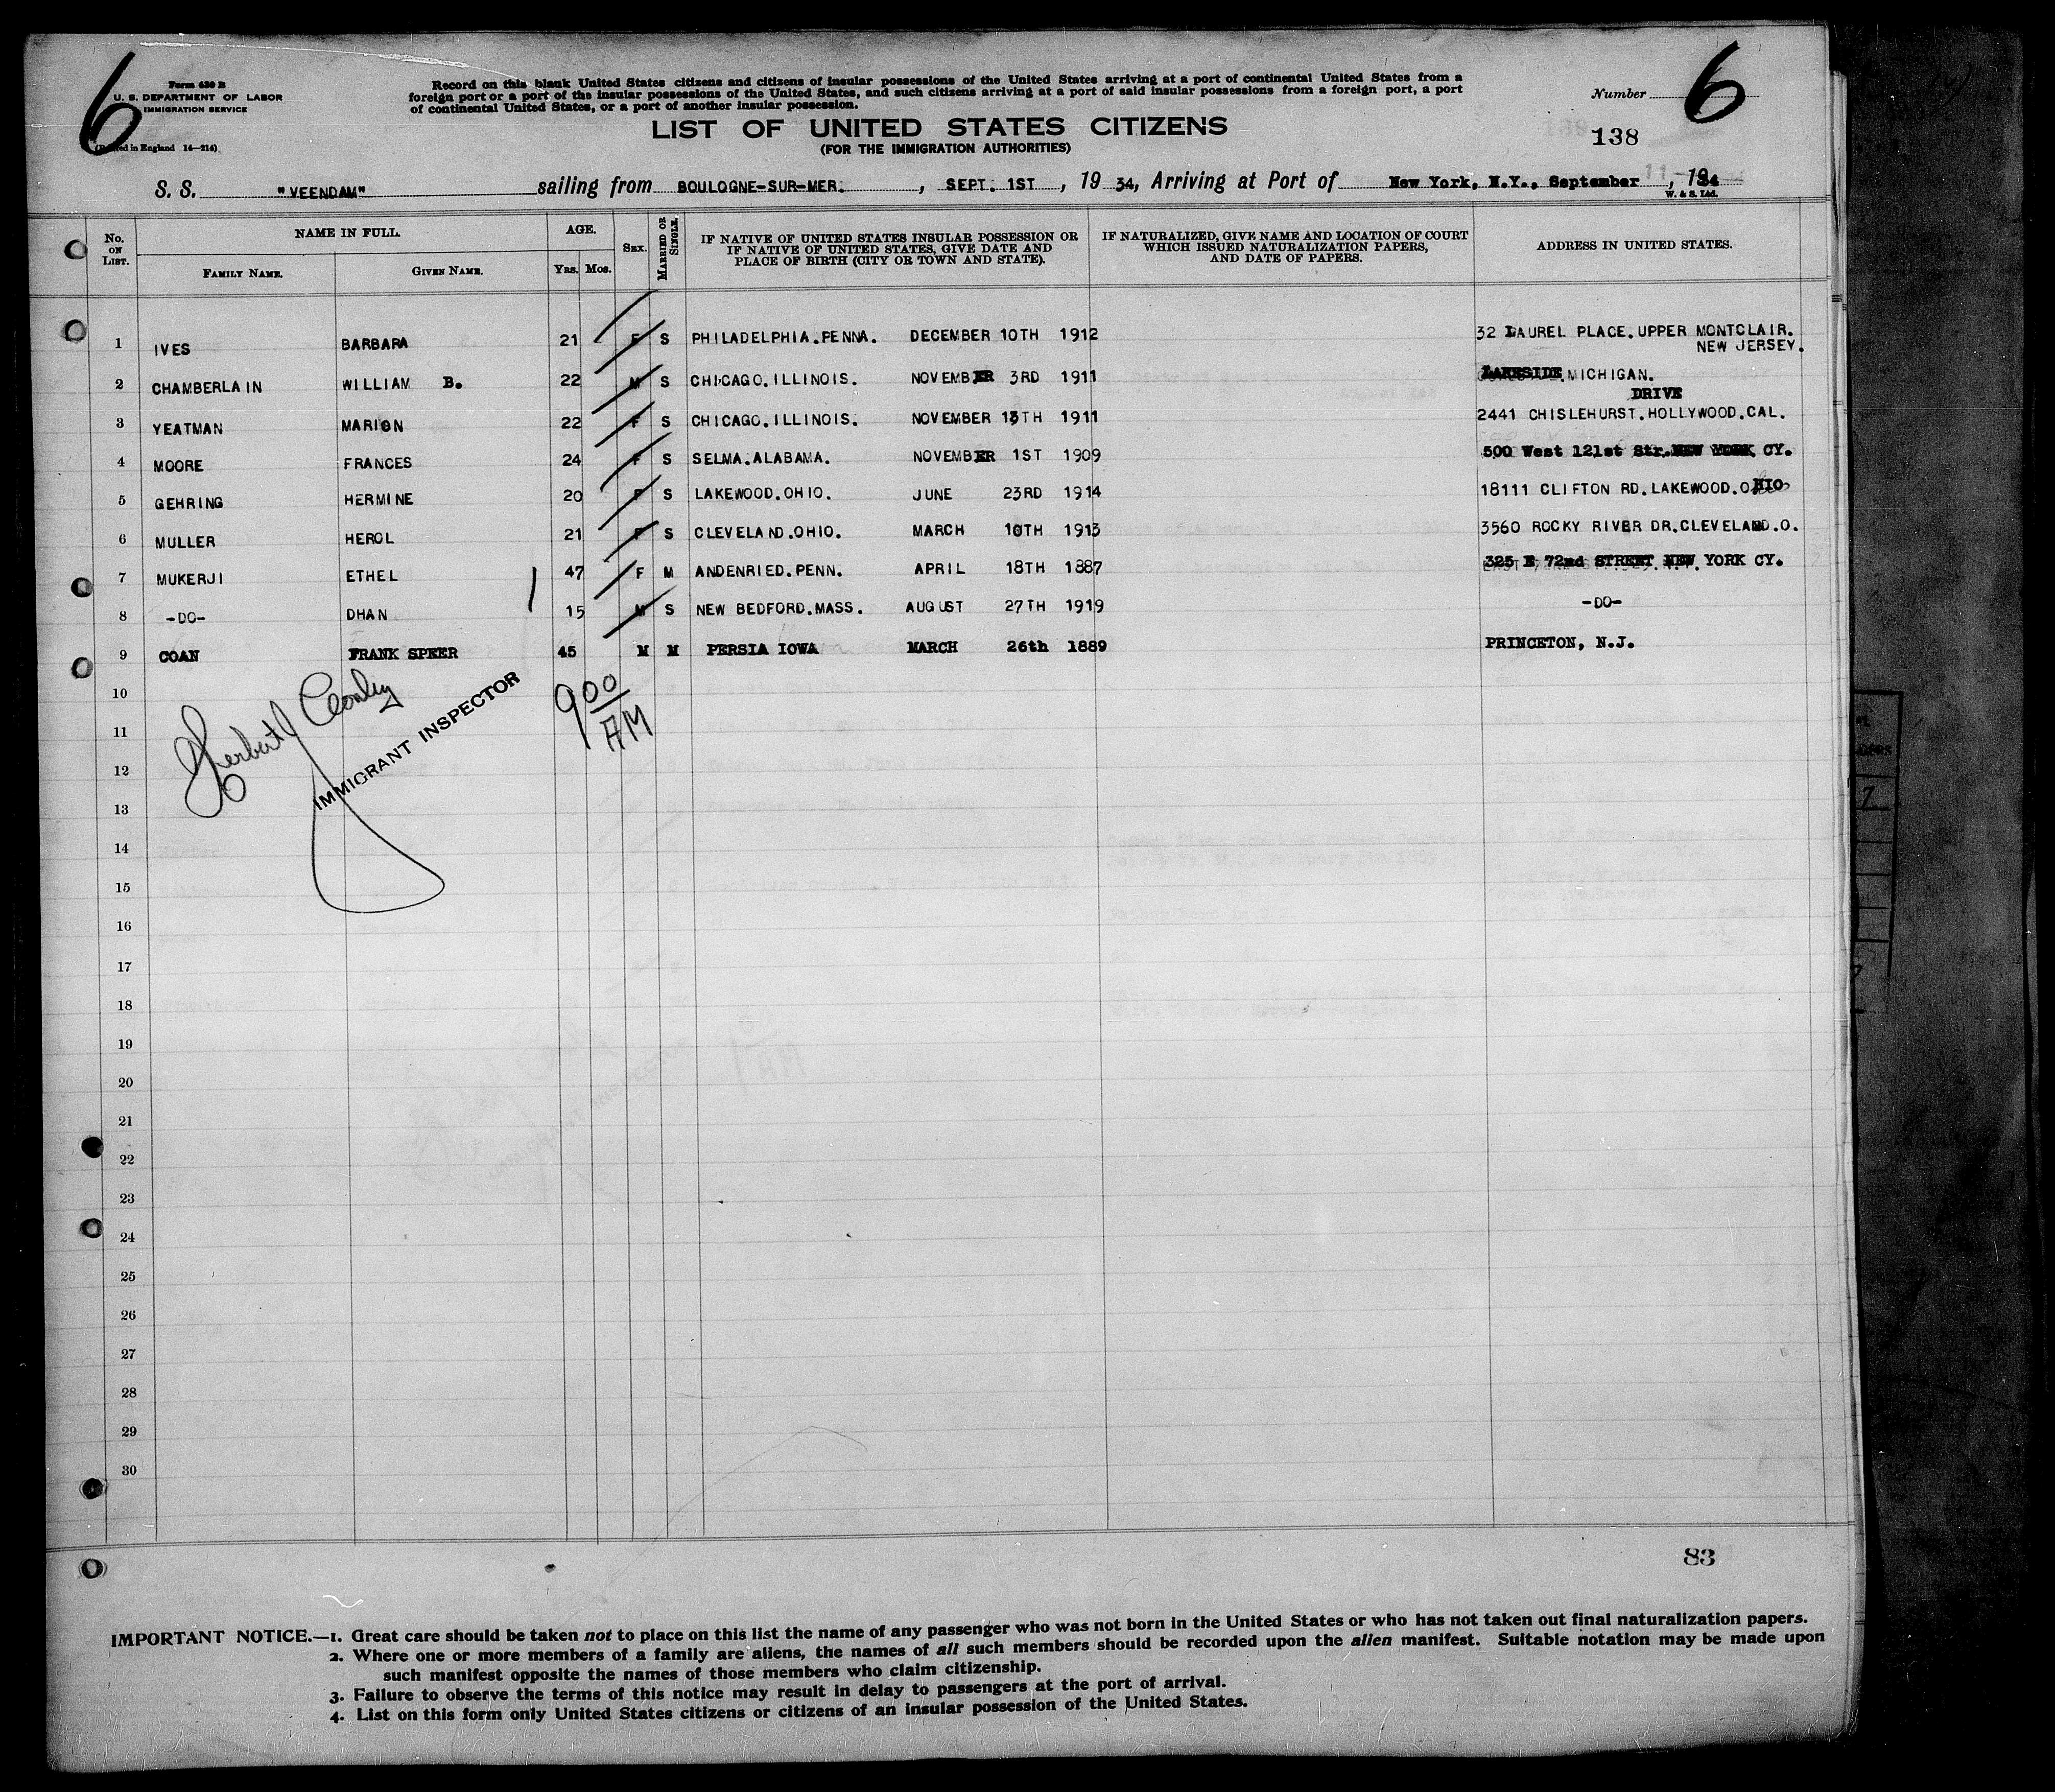 6
6
Form 630 B
U. S. DEPARTMENT OF LABOR
IMMIGRATION SERVICE
in England 14—214)
Record on this blank United States citizens and citizens of insular possessions of the United States arriving at a port of continental United States from a
foreign port or a port of the insular possessions of the United States, and such citizens arriving at a port of said insular possessions from a foreign port, a port
of continental United States, or a port of another insular possession.
Number
138
LIST OF UNITED STATES CITIZENS
(FOR THE IMMIGRATION AUTHORITIES)
S. S. "VEENDAM" sailing from BOULOGNE-SUR-MER. , SEPT. 1ST , 19 34, Arriving at Port of New York, N.Y., September 11 , 1934
W. & S. Ltd.
No. ON LIST. NAME IN FULL. AGE. SEX. MARRIED OR SINGLE. IF NATIVE OF UNITED STATES INSULAR POSSESSION OR IF NATIVE OF UNITED STATES, GIVE DATE AND PLACE OF BIRTH (CITY OR TOWN AND STATE). IF NATURALIZED, GIVE NAME AND LOCATION OF COURT WHICH ISSUED NATURALIZATION PAPERS, AND DATE OF PAPERS. ADDRESS IN UNITED STATES.
FAMILY NAME. GIVEN NAME. YRS. MOS.
1 IVES BARBARA 21 F S PHILADELPHIA.PENNA. DECEMBER 10TH 1912 32 LAUREL PLACE.UPPER MONTCLAIR.
NEW JERSEY.
2 CHAMBERLAIN WILLIAM B. 22 M S CHICAGO.ILLINOIS. NOVEMBER 3RD 1911 LAKESIDE.MICHIGAN.
DRIVE
3 YEATMAN MARION 22 F S CHICAGO.ILLINOIS. NOVEMBER 13TH 1911 2441 CHISLEHURST.HOLLYWOOD.CAL.
4 MOORE FRANCES 24 F S SELMA.ALABAMA. NOVEMBER 1ST 1909 500 West 121st Str.NEW YORK CY.
5 GEHRING HERMINE 20 F S LAKEWOOD.OHIO. JUNE 23RD 1914 18111 CLIFTON RD.LAKEWOOD.OHIO
6 MULLER HEROL 21 F S CLEVELAND.OHIO. MARCH 10TH 1913 3560 ROCKY RIVER DR.CLEVELAND.O.
7 MUKERJI ETHEL 47 F M ANDENRIED.PENN. APRIL 18TH 1887 325 E 72nd STREET NEW YORK CY.
8 -DO- DHAN 15 M S NEW BEDFORD.MASS. AUGUST 27TH 1919 -DO-
9 COAN FRANK SPEER 45 M M PERSIA IOWA MARCH 26th 1889 PRINCETON, N.J.
10
11
12
13
14
15
16
17
18
19
20
21
22
23
24
25
26
27
28
29
30
IMMIGRANT INSPECTOR
9 00
AM
83
IMPORTANT NOTICE.—1. Great care should be taken not to place on this list the name of any passenger who was not born in the United States or who has not taken out final naturalization papers.
2. Where one or more members of a family are aliens, the names of all such members should be recorded upon the alien manifest. Suitable notation may be made upon
such manifest opposite the names of those members who claim citizenship.
3. Failure to observe the terms of this notice may result in delay to passengers at the port of arrival.
4. List on this form only United States citizens or citizens of an insular possession of the United States.